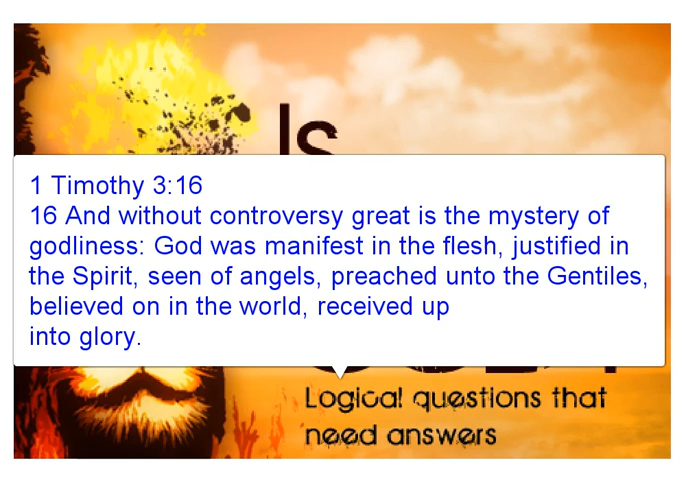 Is
1 Timothy 3:16
16 And without controversy great is the mystery of
godliness: God was manifest in the flesh, justified in
the Spirit, seen of angels, preached unto the Gentiles,
believed on in the world, received up
into glory.
Logical questions that
need answers